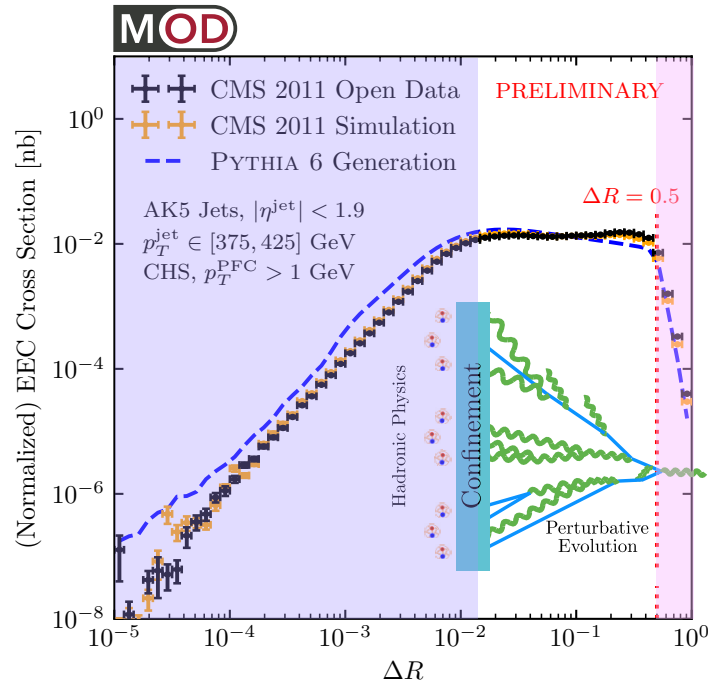 MOD
CMS 2011 Open Data
CMS 2011 Simulation
PYTHIA 6 Generation
PRELIMINARY
AK5 Jets, |η^jet| < 1.9
p_T^jet ∈ [375, 425] GeV
CHS, p_T^PFC > 1 GeV
ΔR = 0.5
(Normalized) EEC Cross Section [nb]
10^0
10^−2
10^−4
10^−6
10^−8
Hadronic Physics
Confinement
Perturbative
Evolution
10^−5 10^−4 10^−3 10^−2 10^−1 10^0
ΔR